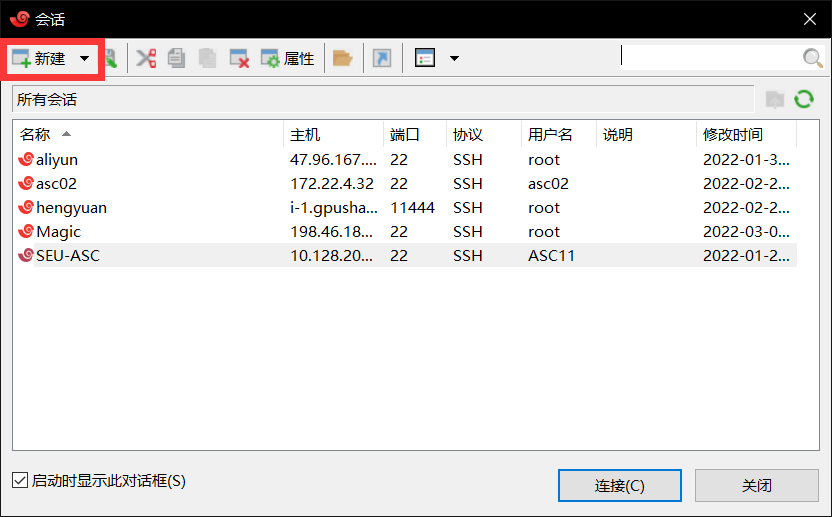 会话
新建 属性
所有会话
名称 主机 端口 协议 用户名 说明 修改时间
aliyun 47.96.167.... 22 SSH root 2022-01-3...
asc02 172.22.4.32 22 SSH asc02 2022-02-2...
hengyuan i-1.gpusha... 11444 SSH root 2022-02-2...
Magic 198.46.18... 22 SSH root 2022-03-0...
SEU-ASC 10.128.20... 22 SSH ASC11 2022-01-2...
启动时显示此对话框(S)
连接(C) 关闭